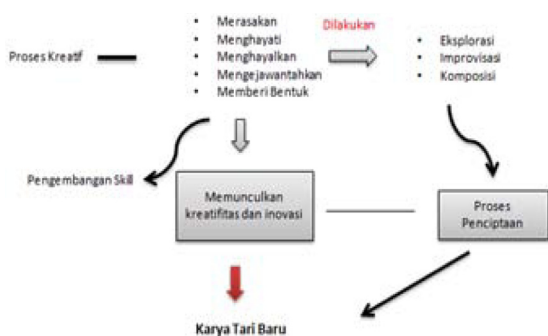 Proses Kreatif
• Merasakan
• Menghayati
• Menghayalkan
• Mengejawantahkan
• Memberi Bentuk
Dilakukan
• Eksplorasi
• Improvisasi
• Komposisi
Pengembangan Skill
Memunculkan
kreatifitas dan inovasi
Proses
Penciptaan
Karya Tari Baru